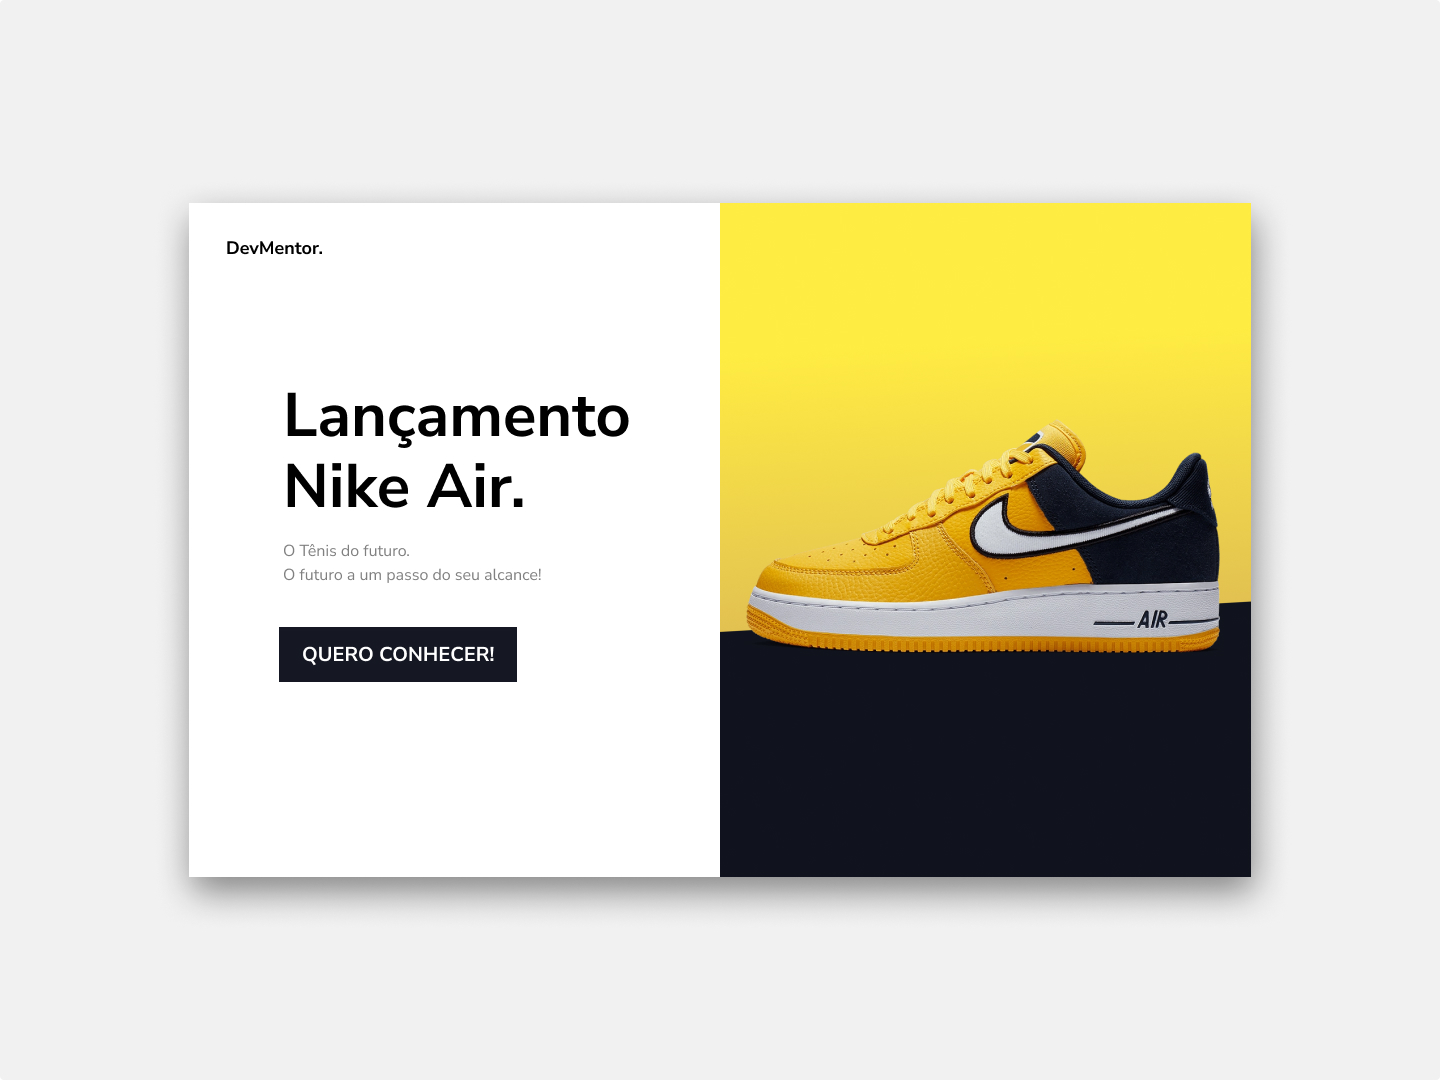 DevMentor.
Lançamento
Nike Air.
O Tênis do futuro.
O futuro a um passo do seu alcance!
QUERO CONHECER!
AIR